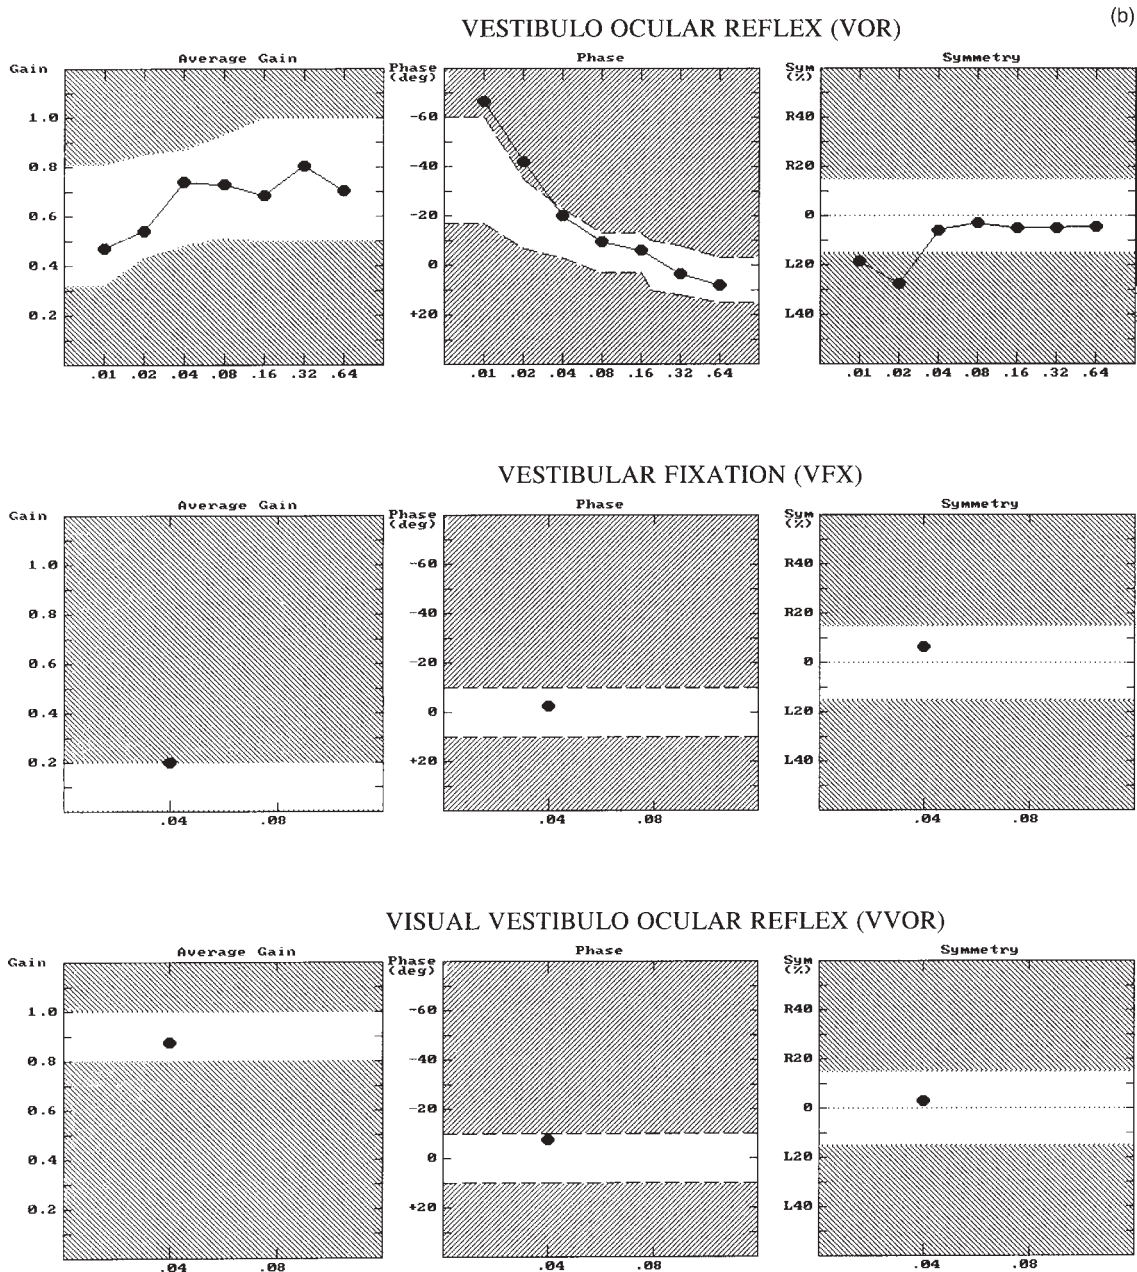 (b)
VESTIBULO OCULAR REFLEX (VOR)
Average Gain
Gain
1.0
0.8
0.6
0.4
0.2
.01 .02 .04 .08 .16 .32 .64
Phase
Phase
(deg)
-60
-40
-20
0
+20
.01 .02 .04 .08 .16 .32 .64
Symmetry
Sym
(%)
R40
R20
0
L20
L40
.01 .02 .04 .08 .16 .32 .64
VESTIBULAR FIXATION (VFX)
Average Gain
Gain
1.0
0.8
0.6
0.4
0.2
.04 .08
Phase
Phase
(deg)
-60
-40
-20
0
+20
.04 .08
Symmetry
Sym
(%)
R40
R20
0
L20
L40
.04 .08
VISUAL VESTIBULO OCULAR REFLEX (VVOR)
Average Gain
Gain
1.0
0.8
0.6
0.4
0.2
.04 .08
Phase
Phase
(deg)
-60
-40
-20
0
+20
.04 .08
Symmetry
Sym
(%)
R40
R20
0
L20
L40
.04 .08